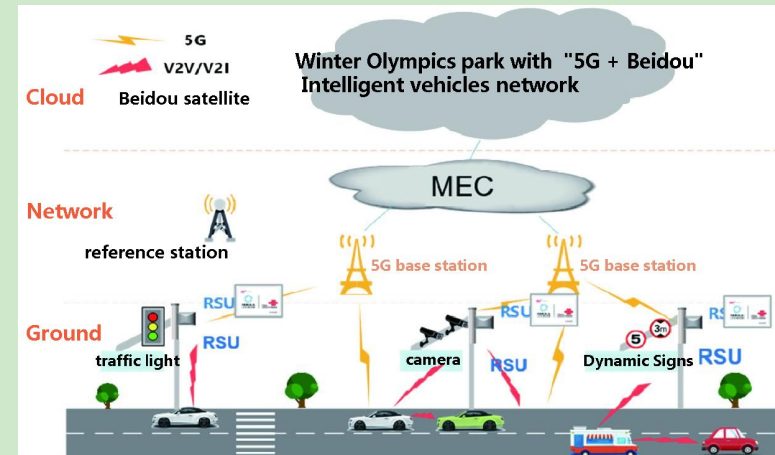 5G
V2V/V2I
Cloud
Beidou satellite
Winter Olympics park with "5G + Beidou"
Intelligent vehicles network
MEC
Network
reference station
5G base station
5G base station
Ground
RSU
RSU
traffic light
RSU
camera
RSU
5
3m
Dynamic Signs
RSU